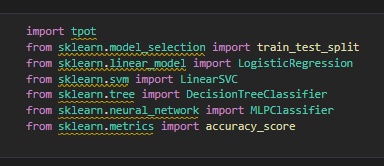 import tpot
from sklearn.model_selection import train_test_split
from sklearn.linear_model import LogisticRegression
from sklearn.svm import LinearSVC
from sklearn.tree import DecisionTreeClassifier
from sklearn.neural_network import MLPClassifier
from sklearn.metrics import accuracy_score